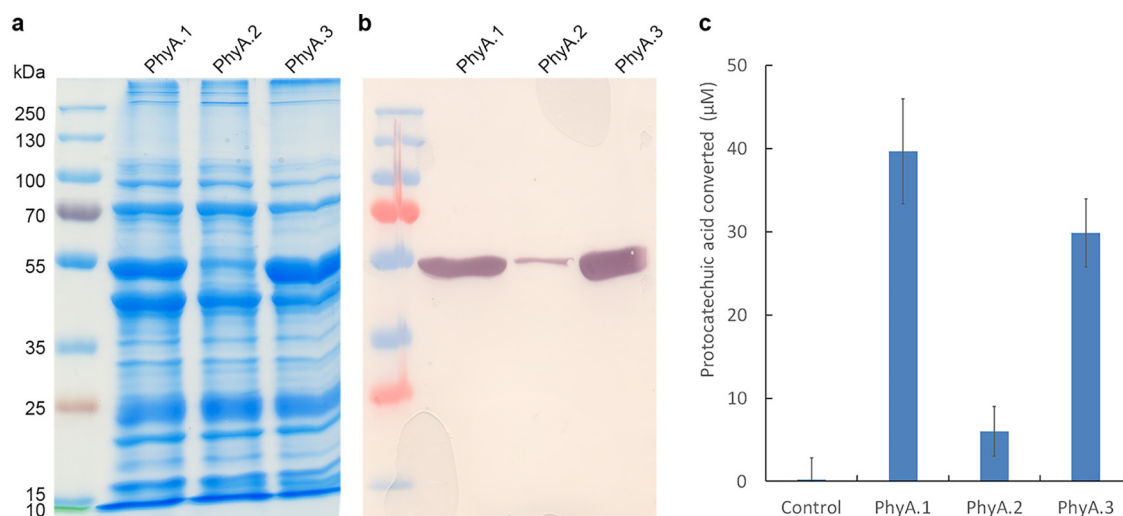 a
PhyA.1
PhyA.2
PhyA.3
kDa
250
130
100
70
55
35
25
15
10
b
PhyA.1
PhyA.2
PhyA.3
c
Protocatechuic acid converted (μM)
50
40
30
20
10
0
Control
PhyA.1
PhyA.2
PhyA.3